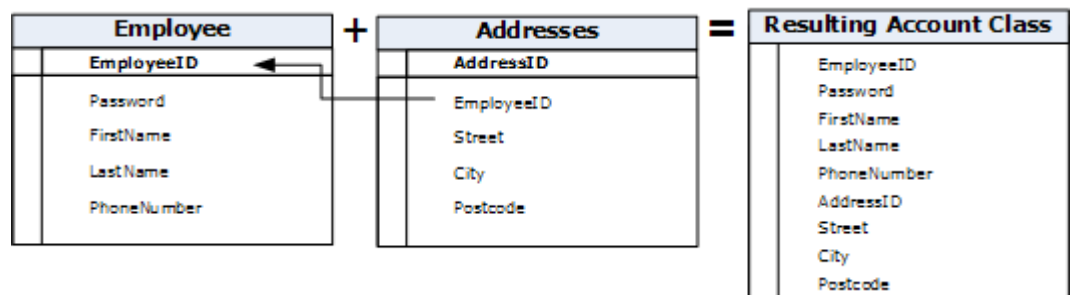 Employee
EmployeeID
Password
FirstName
LastName
PhoneNumber
+
Addresses
AddressID
EmployeeID
Street
City
Postcode
=
Resulting Account Class
EmployeeID
Password
FirstName
LastName
PhoneNumber
AddressID
Street
City
Postcode